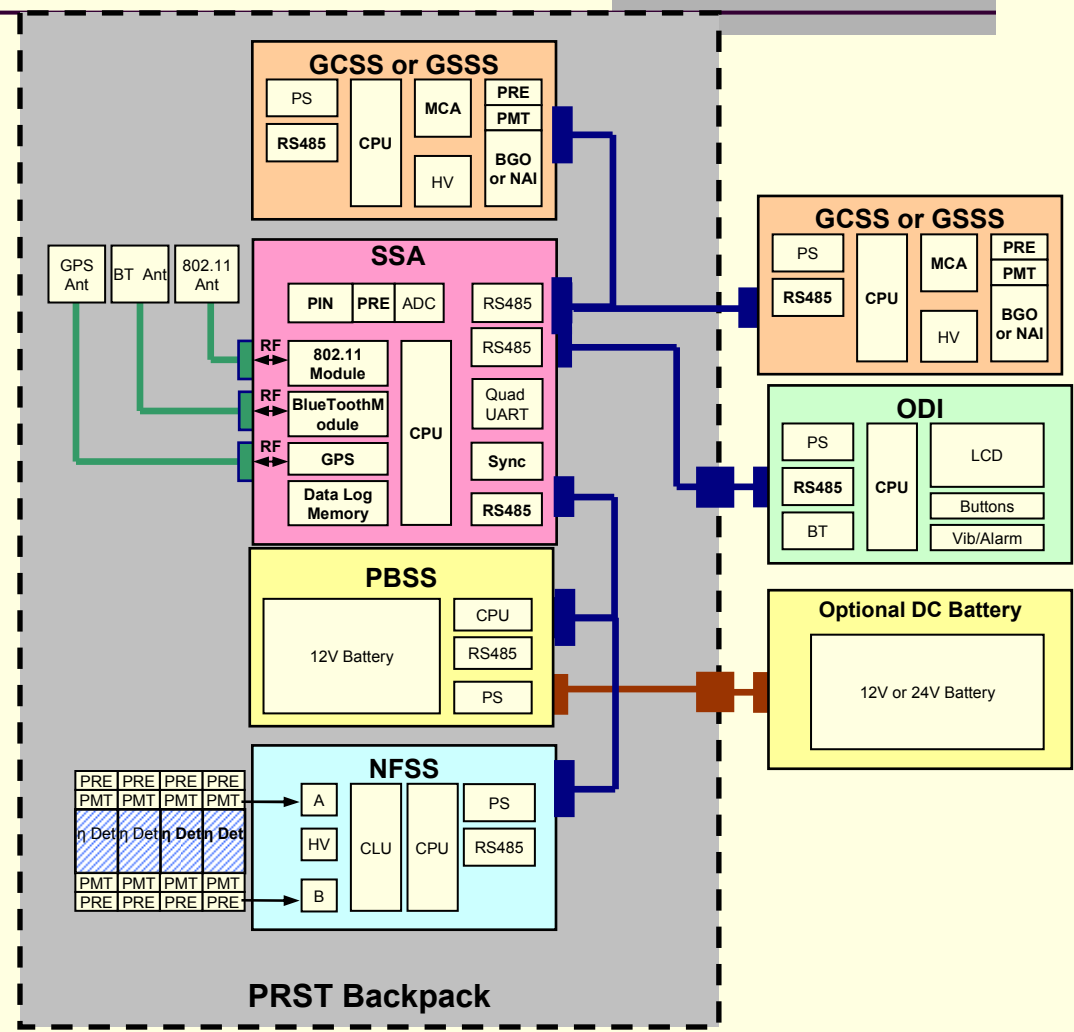 GCSS or GSSS
PS
RS485
CPU
MCA
HV
PRE
PMT
BGO
or NAI
GPS
Ant
BT Ant
802.11
Ant
SSA
PIN
PRE
ADC
RF
802.11
Module
RF
BlueToothM
odule
RF
GPS
Data Log
Memory
CPU
RS485
RS485
Quad
UART
Sync
RS485
GCSS or GSSS
PS
RS485
CPU
MCA
HV
PRE
PMT
BGO
or NAI
ODI
PS
RS485
BT
CPU
LCD
Buttons
Vib/Alarm
PBSS
12V Battery
CPU
RS485
PS
Optional DC Battery
12V or 24V Battery
NFSS
PRE PRE PRE PRE
PMT PMT PMT PMT
η Det η Det η Det η Det
PMT PMT PMT PMT
PRE PRE PRE PRE
A
HV
B
CLU
CPU
PS
RS485
PRST Backpack